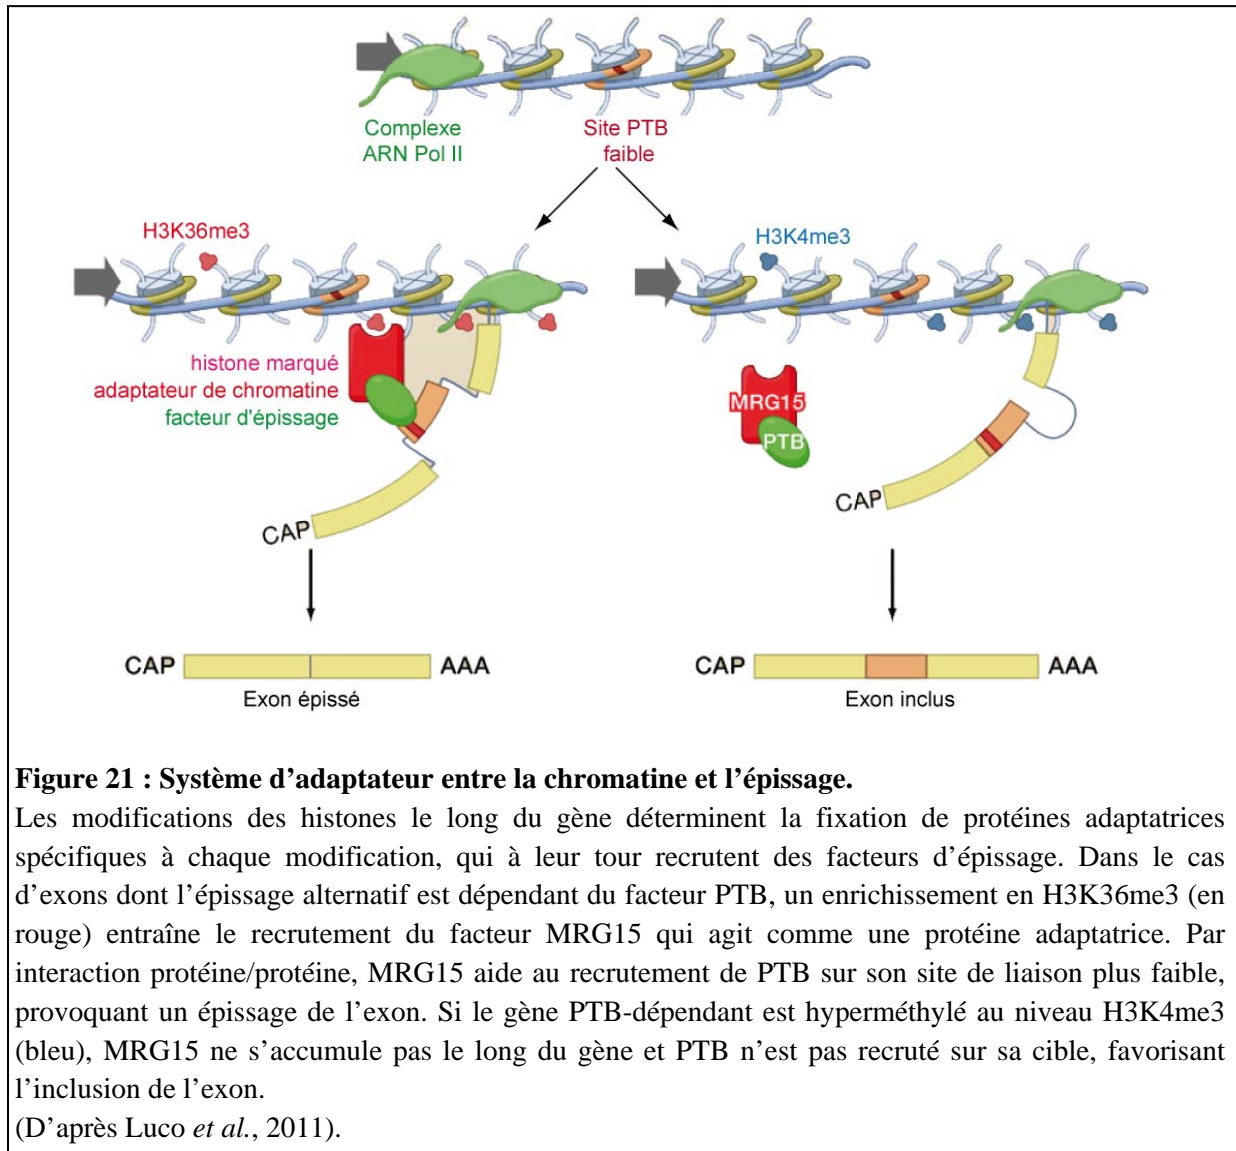 Complexe
ARN Pol II
Site PTB
faible
H3K36me3
H3K4me3
histone marqué
adaptateur de chromatine
facteur d'épissage
MRG15
PTB
CAP
CAP
CAP
AAA
Exon épissé
CAP
AAA
Exon inclus
Figure 21 : Système d’adaptateur entre la chromatine et l’épissage.
Les modifications des histones le long du gène déterminent la fixation de protéines adaptatrices
spécifiques à chaque modification, qui à leur tour recrutent des facteurs d’épissage. Dans le cas
d’exons dont l’épissage alternatif est dépendant du facteur PTB, un enrichissement en H3K36me3 (en
rouge) entraîne le recrutement du facteur MRG15 qui agit comme une protéine adaptatrice. Par
interaction protéine/protéine, MRG15 aide au recrutement de PTB sur son site de liaison plus faible,
provoquant un épissage de l’exon. Si le gène PTB-dépendant est hyperméthylé au niveau H3K4me3
(bleu), MRG15 ne s’accumule pas le long du gène et PTB n’est pas recruté sur sa cible, favorisant
l’inclusion de l’exon.
(D’après Luco et al., 2011).